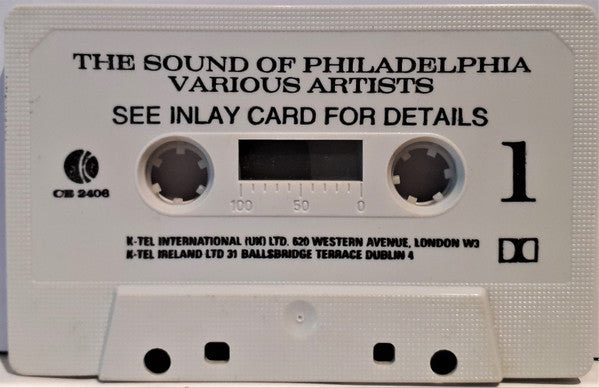 THE SOUND OF PHILADELPHIA
VARIOUS ARTISTS
SEE INLAY CARD FOR DETAILS
1
CE 2406
100 50 0
K-TEL INTERNATIONAL (UK) LTD. 620 WESTERN AVENUE, LONDON W3
K-TEL IRELAND LTD 31 BALLSBRIDGE TERRACE DUBLIN 4